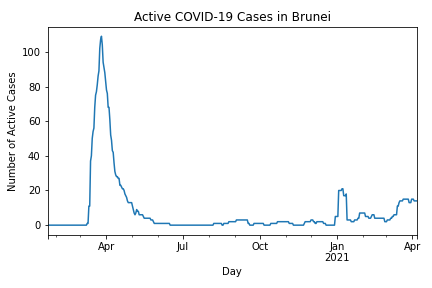 Active COVID-19 Cases in Brunei
Number of Active Cases
100
80
60
40
20
0
Apr
Jul
Oct
Jan
2021
Apr
Day